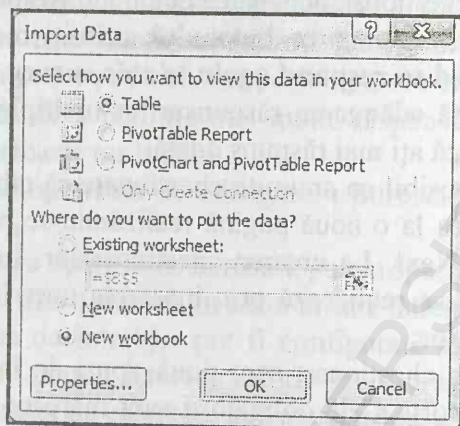 Import Data
Select how you want to view this data in your workbook.
Table
PivotTable Report
PivotChart and PivotTable Report
Only Create Connection
Where do you want to put the data?
Existing worksheet:
New worksheet
New workbook
Properties...
OK
Cancel